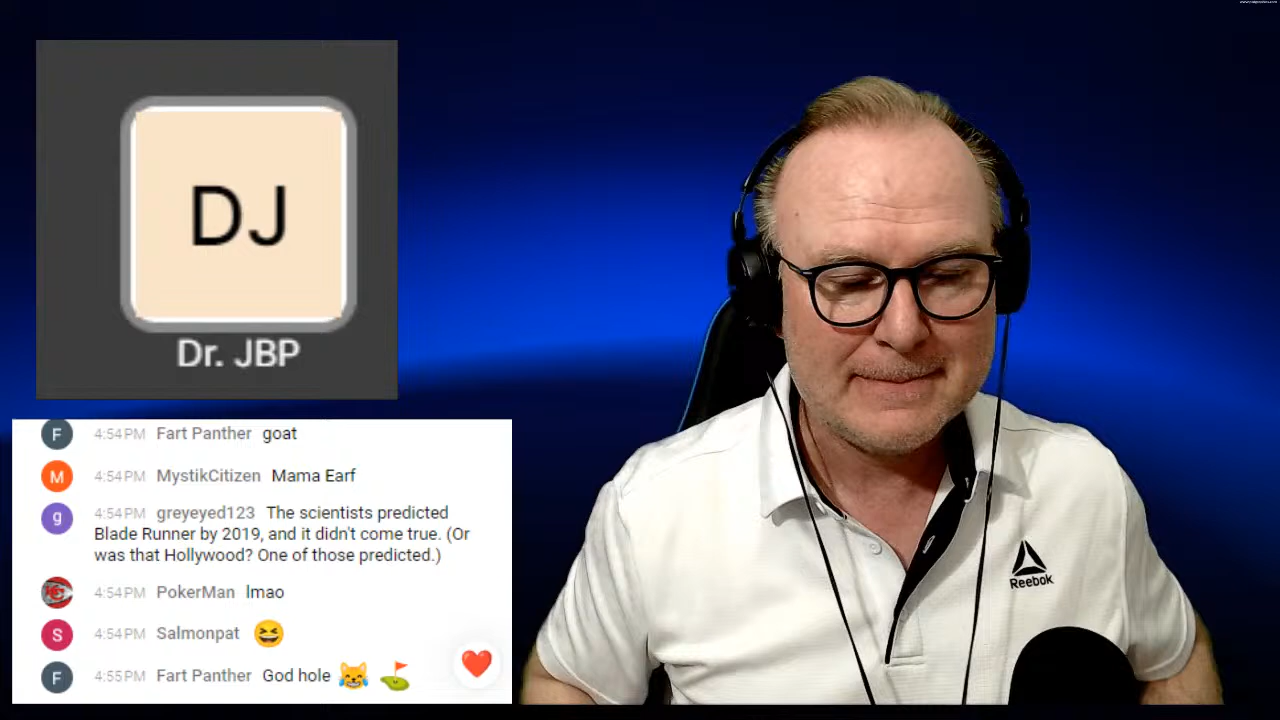 DJ
Dr. JBP
F 4:54PM Fart Panther goat
M 4:54PM MystikCitizen Mama Earf
g 4:54PM greyeyed123 The scientists predicted
Blade Runner by 2019, and it didn't come true. (Or
was that Hollywood? One of those predicted.)
4:54PM PokerMan lmao
S 4:54PM Salmonpat 😆
F 4:55PM Fart Panther God hole 😹 ⛳ ❤️
Reebok